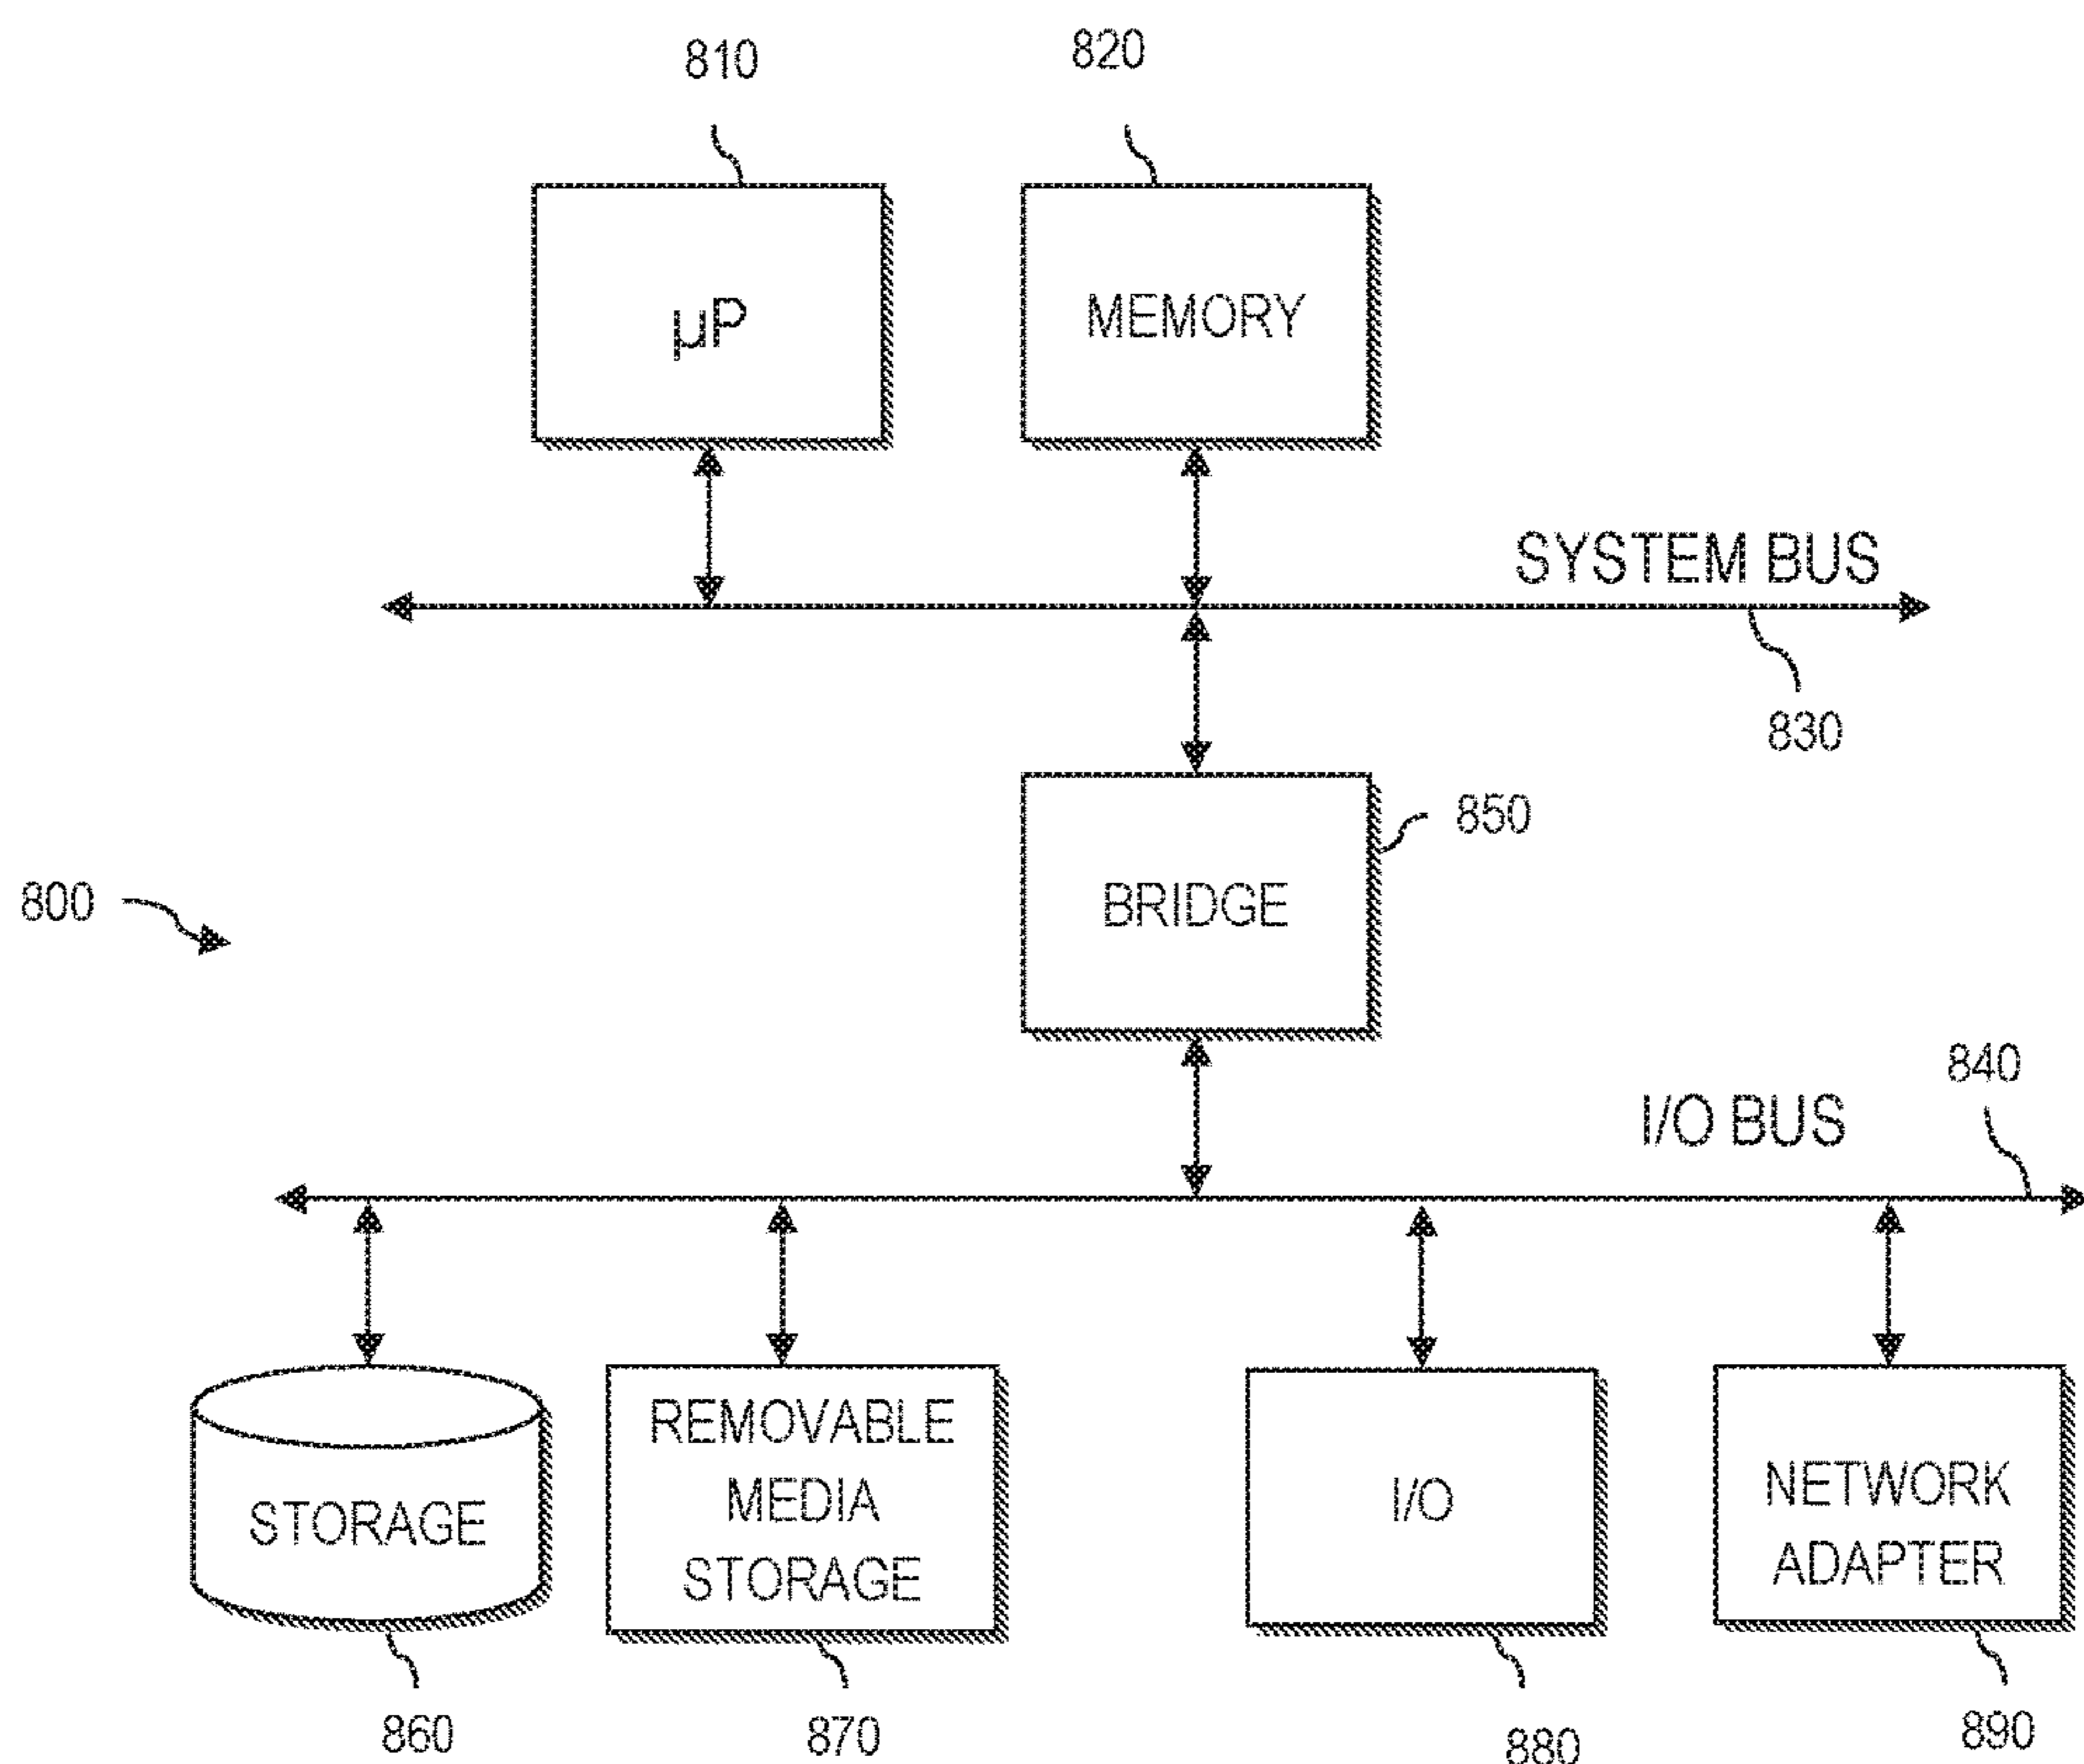 810
820
µP
MEMORY
SYSTEM BUS
830
850
BRIDGE
800
840
I/O BUS
REMOVABLE
MEDIA
STORAGE
STORAGE
I/O
NETWORK
ADAPTER
860
870
880
890